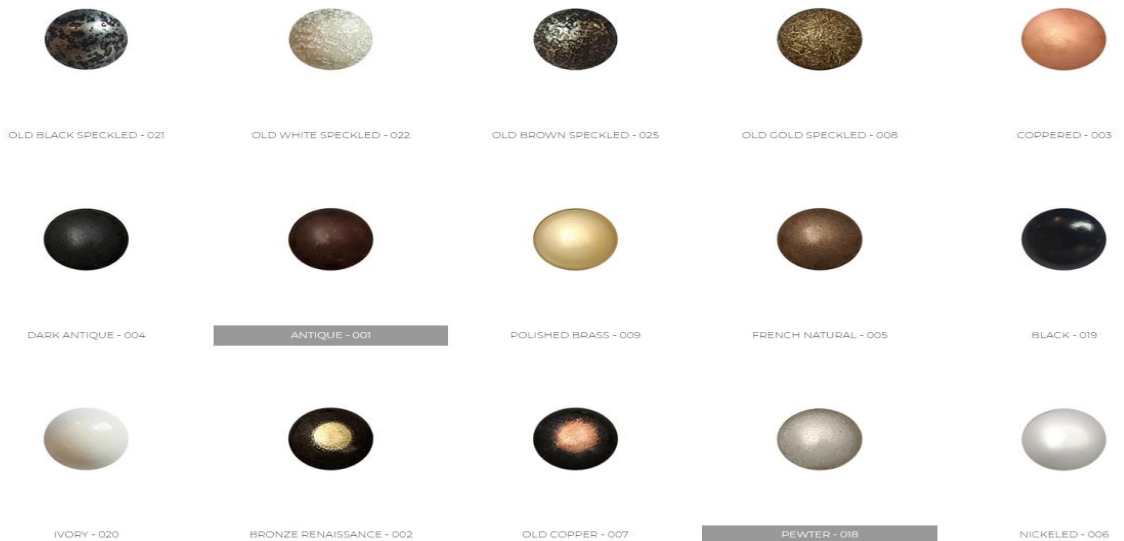 OLD BLACK SPECKLED - 021
OLD WHITE SPECKLED - 022
OLD BROWN SPECKLED - 025
OLD GOLD SPECKLED - 008
COPPERED - 003
DARK ANTIQUE - 004
ANTIQUE - 001
POLISHED BRASS - 009
FRENCH NATURAL - 005
BLACK - 019
IVORY - 020
BRONZE RENAISSANCE - 002
OLD COPPER - 007
PEWTER - 018
NICKELED - 006